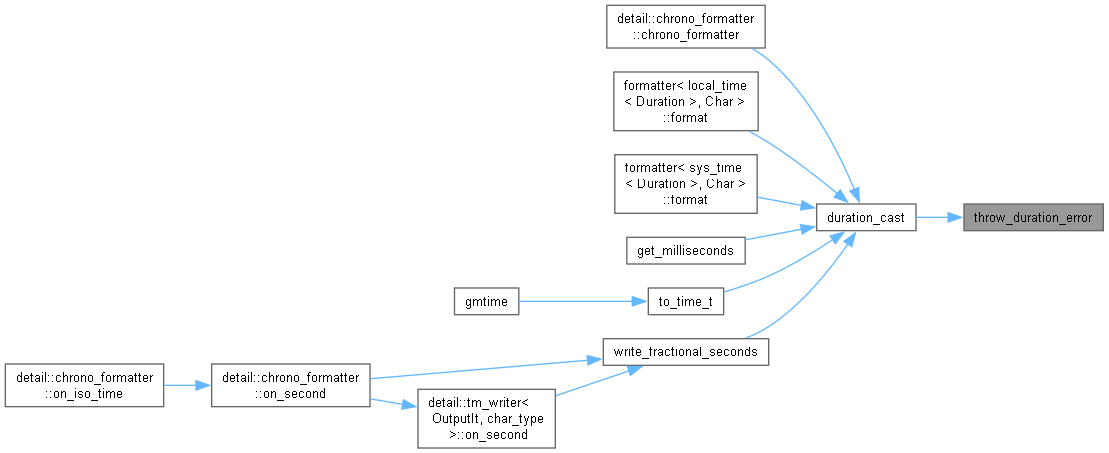 detail::chrono_formatter
::chrono_formatter
formatter< local_time
< Duration >, Char >
::format
formatter< sys_time
< Duration >, Char >
::format
duration_cast
throw_duration_error
get_milliseconds
gmtime
to_time_t
write_fractional_seconds
detail::chrono_formatter
::on_iso_time
detail::chrono_formatter
::on_second
detail::tm_writer<
OutputIt, char_type
>::on_second